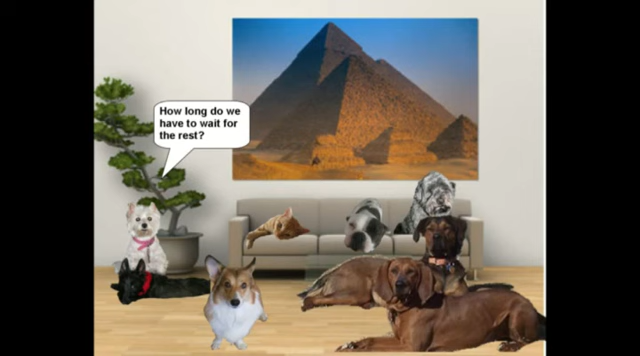 How long do we
have to wait for
the rest?